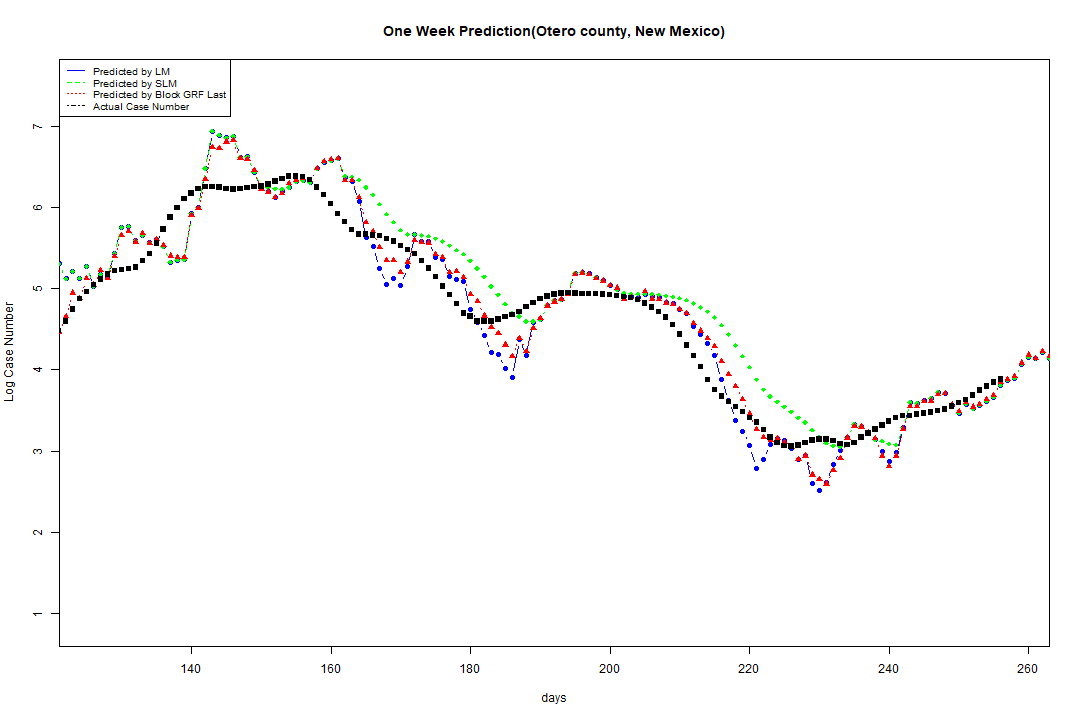 One Week Prediction(Otero county, New Mexico)
Predicted by LM
Predicted by SLM
Predicted by Block GRF Last
Actual Case Number
7
6
5
4
3
2
1
Log Case Number
140 160 180 200 220 240 260
days